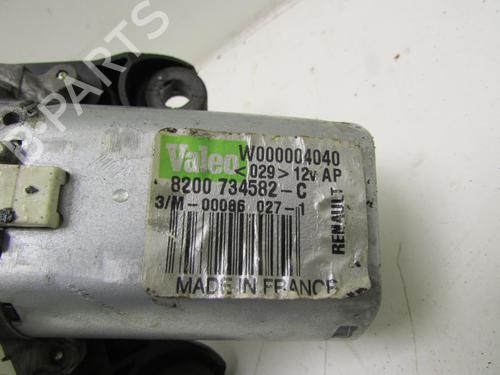 Valeo W000004040
<029> 12v AP
8200 734582-C
3/M-00086 027-1
RENAULT
MADE IN FRANCE
B-PARTS